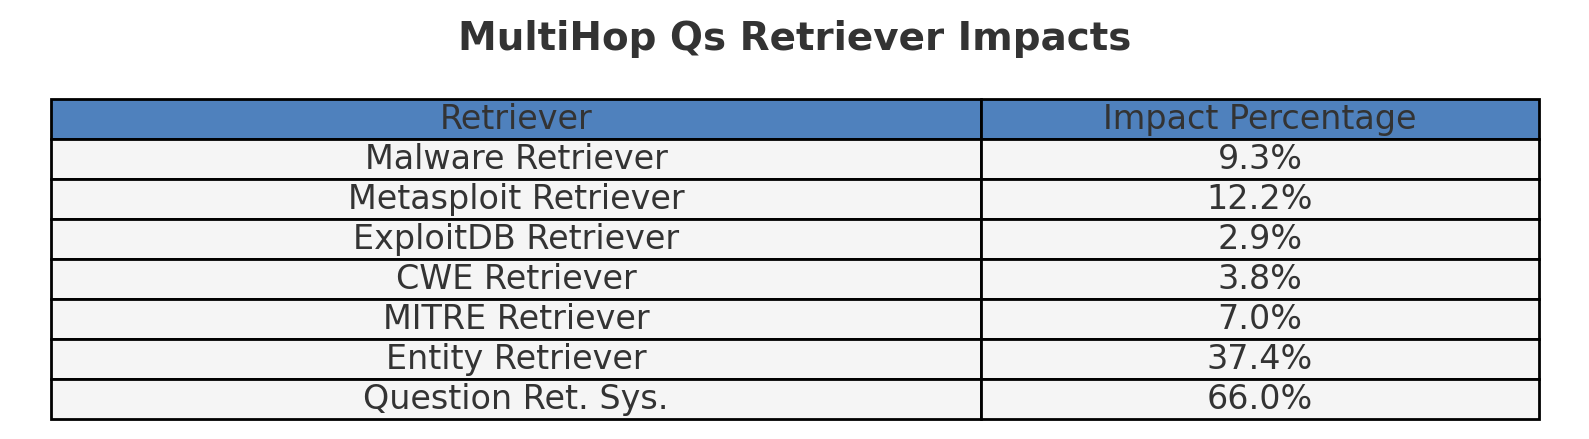 MultiHop Qs Retriever Impacts
Retriever Impact Percentage
Malware Retriever 9.3%
Metasploit Retriever 12.2%
ExploitDB Retriever 2.9%
CWE Retriever 3.8%
MITRE Retriever 7.0%
Entity Retriever 37.4%
Question Ret. Sys. 66.0%